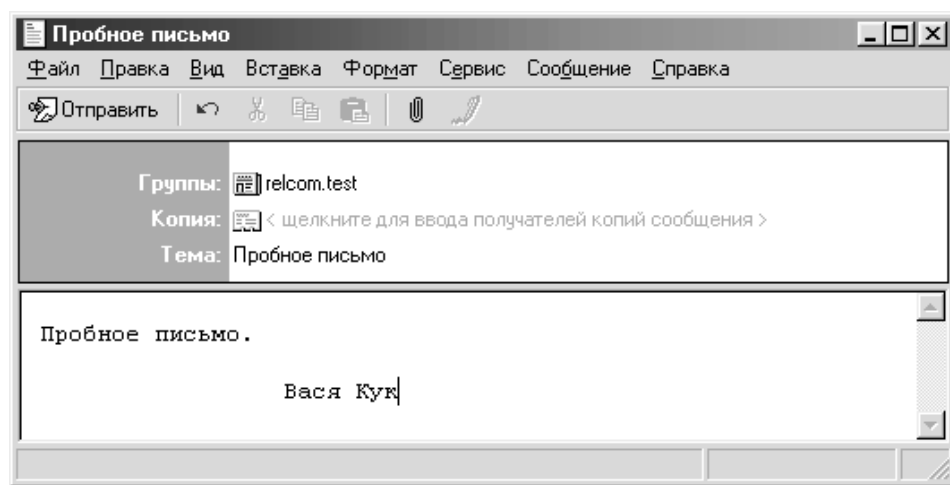 Пробное письмо
Файл Правка Вид Вставка Формат Сервис Сообщение Справка
Отправить
Группы: relcom.test
Копия: < щелкните для ввода получателей копий сообщения >
Тема: Пробное письмо
Пробное письмо.
Вася Кук